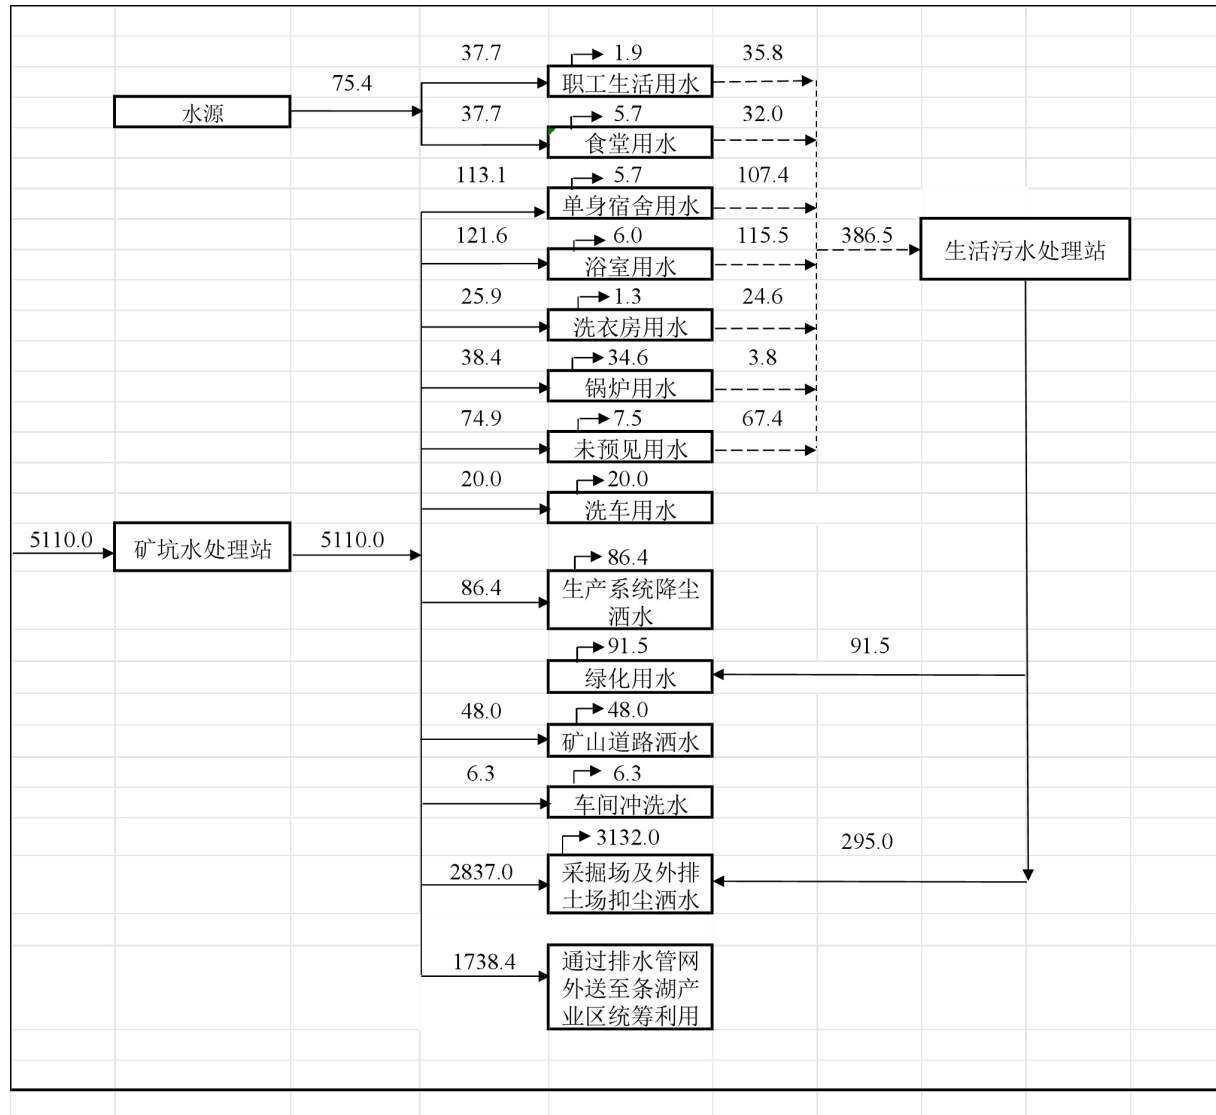 37.7
1.9
35.8
75.4
职工生活用水
水源
37.7
5.7
32.0
食堂用水
113.1
5.7
107.4
单身宿舍用水
121.6
6.0
115.5
386.5
生活污水处理站
浴室用水
25.9
1.3
24.6
洗衣房用水
38.4
34.6
3.8
锅炉用水
74.9
7.5
67.4
未预见用水
20.0
20.0
洗车用水
5110.0
矿坑水处理站
5110.0
86.4
86.4
生产系统降尘
洒水
91.5
91.5
绿化用水
48.0
48.0
矿山道路洒水
6.3
6.3
车间冲洗水
3132.0
295.0
2837.0
采掘场及外排
土场抑尘洒水
1738.4
通过排水管网
外送至条湖产
业区统筹利用